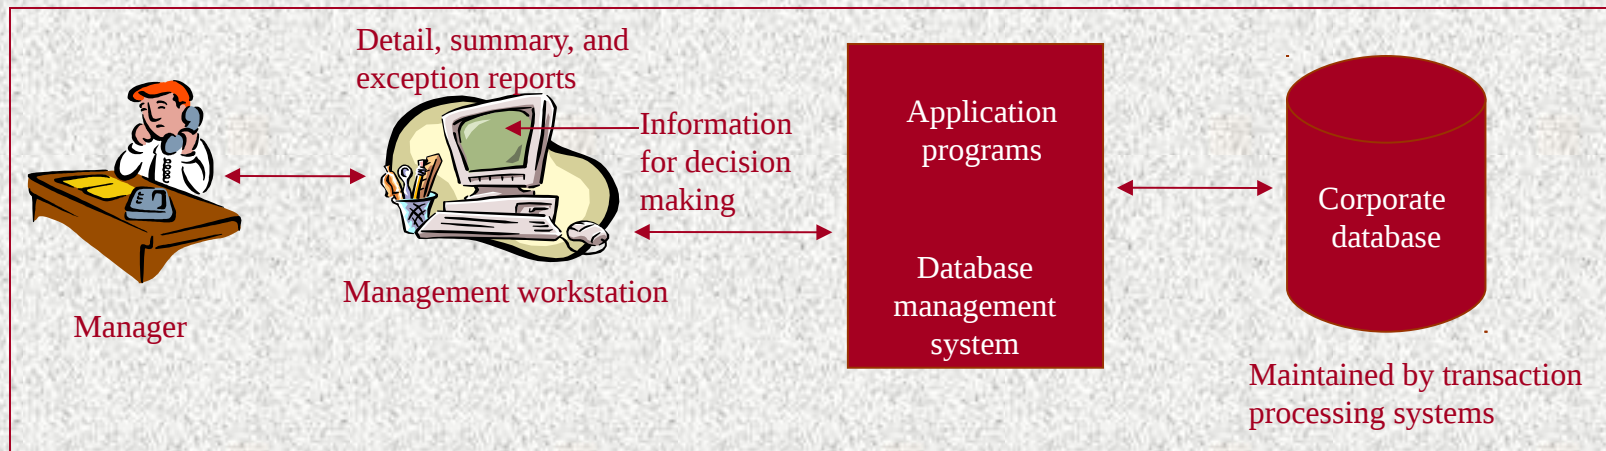 Detail, summary, and
exception reports
Information
for decision
making
Management workstation
Manager
Application
programs
Database
management
system
Corporate
database
Maintained by transaction
processing systems